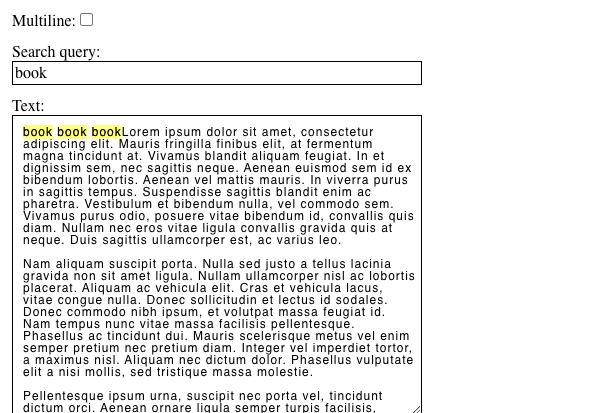 Multiline:
Search query:
book
Text:
book book bookLorem ipsum dolor sit amet, consectetur
adipiscing elit. Mauris fringilla finibus elit, at fermentum
magna tincidunt at. Vivamus blandit aliquam feugiat. In et
dignissim sem, nec sagittis neque. Aenean euismod sem id ex
bibendum lobortis. Aenean vel mattis mauris. In viverra purus
in sagittis tempus. Suspendisse sagittis blandit enim ac
pharetra. Vestibulum et bibendum nulla, vel commodo sem.
Vivamus purus odio, posuere vitae bibendum id, convallis quis
diam. Nullam nec eros vitae ligula convallis gravida quis at
neque. Duis sagittis ullamcorper est, ac varius leo.
Nam aliquam suscipit porta. Nulla sed justo a tellus lacinia
gravida non sit amet ligula. Nullam ullamcorper nisl ac lobortis
placerat. Aliquam ac vehicula elit. Cras et vehicula lacus,
vitae congue nulla. Donec sollicitudin et lectus id sodales.
Donec commodo nibh ipsum, et volutpat massa feugiat id.
Nam tempus nunc vitae massa facilisis pellentesque.
Phasellus ac tincidunt dui. Mauris scelerisque metus vel enim
semper pretium nec pretium diam. Integer vel imperdiet tortor,
a maximus nisl. Aliquam nec dictum dolor. Phasellus vulputate
elit a nisi mollis, sed tristique massa molestie.
Pellentesque ipsum urna, suscipit nec porta vel, tincidunt
dictum orci. Aenean ornare ligula semper turpis facilisis,